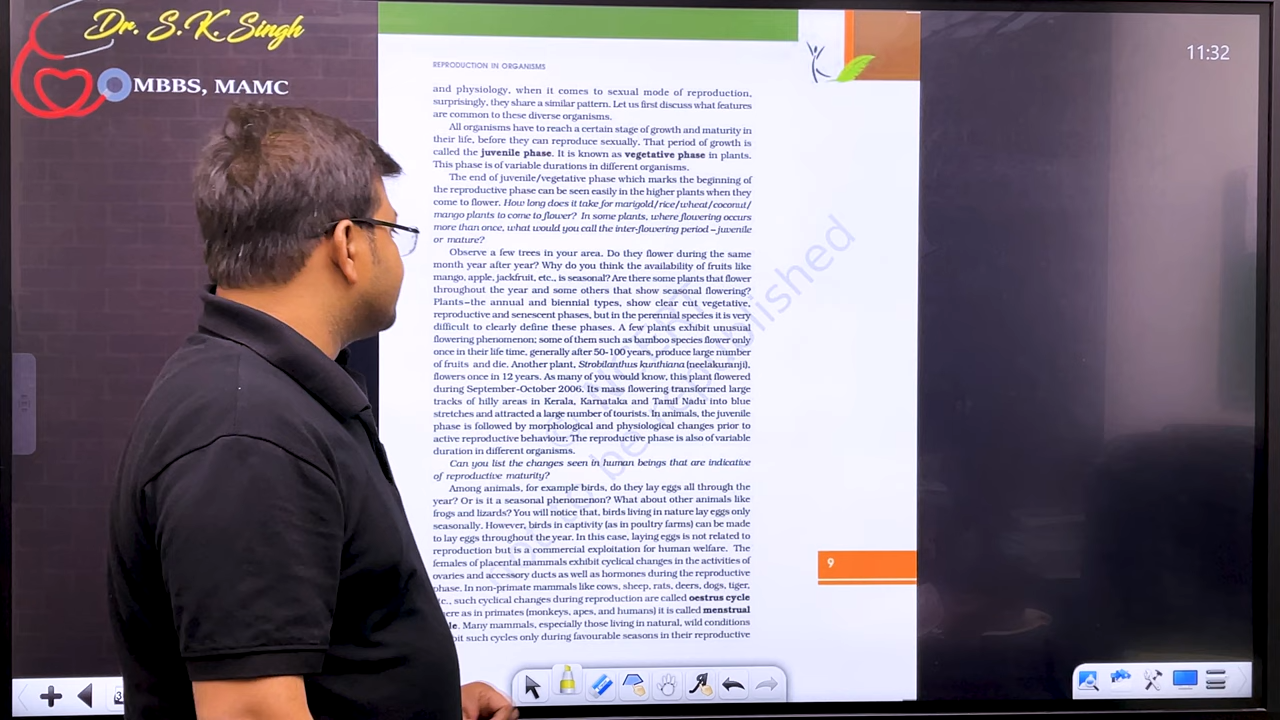 Dr. S. K. Singh
MBBS, MAMC
11:32
REPRODUCTION IN ORGANISMS
and physiology, when it comes to sexual mode of reproduction,
surprisingly, they share a similar pattern. Let us first discuss what features
are common to these diverse organisms.
All organisms have to reach a certain stage of growth and maturity in
their life, before they can reproduce sexually. That period of growth is
called the juvenile phase. It is known as vegetative phase in plants.
This phase is of variable durations in different organisms.
The end of juvenile/vegetative phase which marks the beginning of
the reproductive phase can be seen easily in the higher plants when they
come to flower. How long does it take for marigold/rice/wheat/coconut/
mango plants to come to flower? In some plants, where flowering occurs
more than once, what would you call the inter-flowering period – juvenile
or mature?
Observe a few trees in your area. Do they flower during the same
month year after year? Why do you think the availability of fruits like
mango, apple, jackfruit, etc., is seasonal? Are there some plants that flower
throughout the year and some others that show seasonal flowering?
Plants–the annual and biennial types, show clear cut vegetative,
reproductive and senescent phases, but in the perennial species it is very
difficult to clearly define these phases. A few plants exhibit unusual
flowering phenomenon; some of them such as bamboo species flower only
once in their life time, generally after 50-100 years, produce large number
of fruits and die. Another plant, Strobilanthus kunthiana (neelakuranji),
flowers once in 12 years. As many of you would know, this plant flowered
during September-October 2006. Its mass flowering transformed large
tracks of hilly areas in Kerala, Karnataka and Tamil Nadu into blue
stretches and attracted a large number of tourists. In animals, the juvenile
phase is followed by morphological and physiological changes prior to
active reproductive behaviour. The reproductive phase is also of variable
duration in different organisms.
Can you list the changes seen in human beings that are indicative
of reproductive maturity?
Among animals, for example birds, do they lay eggs all through the
year? Or is it a seasonal phenomenon? What about other animals like
frogs and lizards? You will notice that, birds living in nature lay eggs only
seasonally. However, birds in captivity (as in poultry farms) can be made
to lay eggs throughout the year. In this case, laying eggs is not related to
reproduction but is a commercial exploitation for human welfare. The
females of placental mammals exhibit cyclical changes in the activities of
ovaries and accessory ducts as well as hormones during the reproductive
phase. In non-primate mammals like cows, sheep, rats, deers, dogs, tiger,
tc., such cyclical changes during reproduction are called oestrus cycle
ere as in primates (monkeys, apes, and humans) it is called menstrual
le. Many mammals, especially those living in natural, wild conditions
bit such cycles only during favourable seasons in their reproductive
9